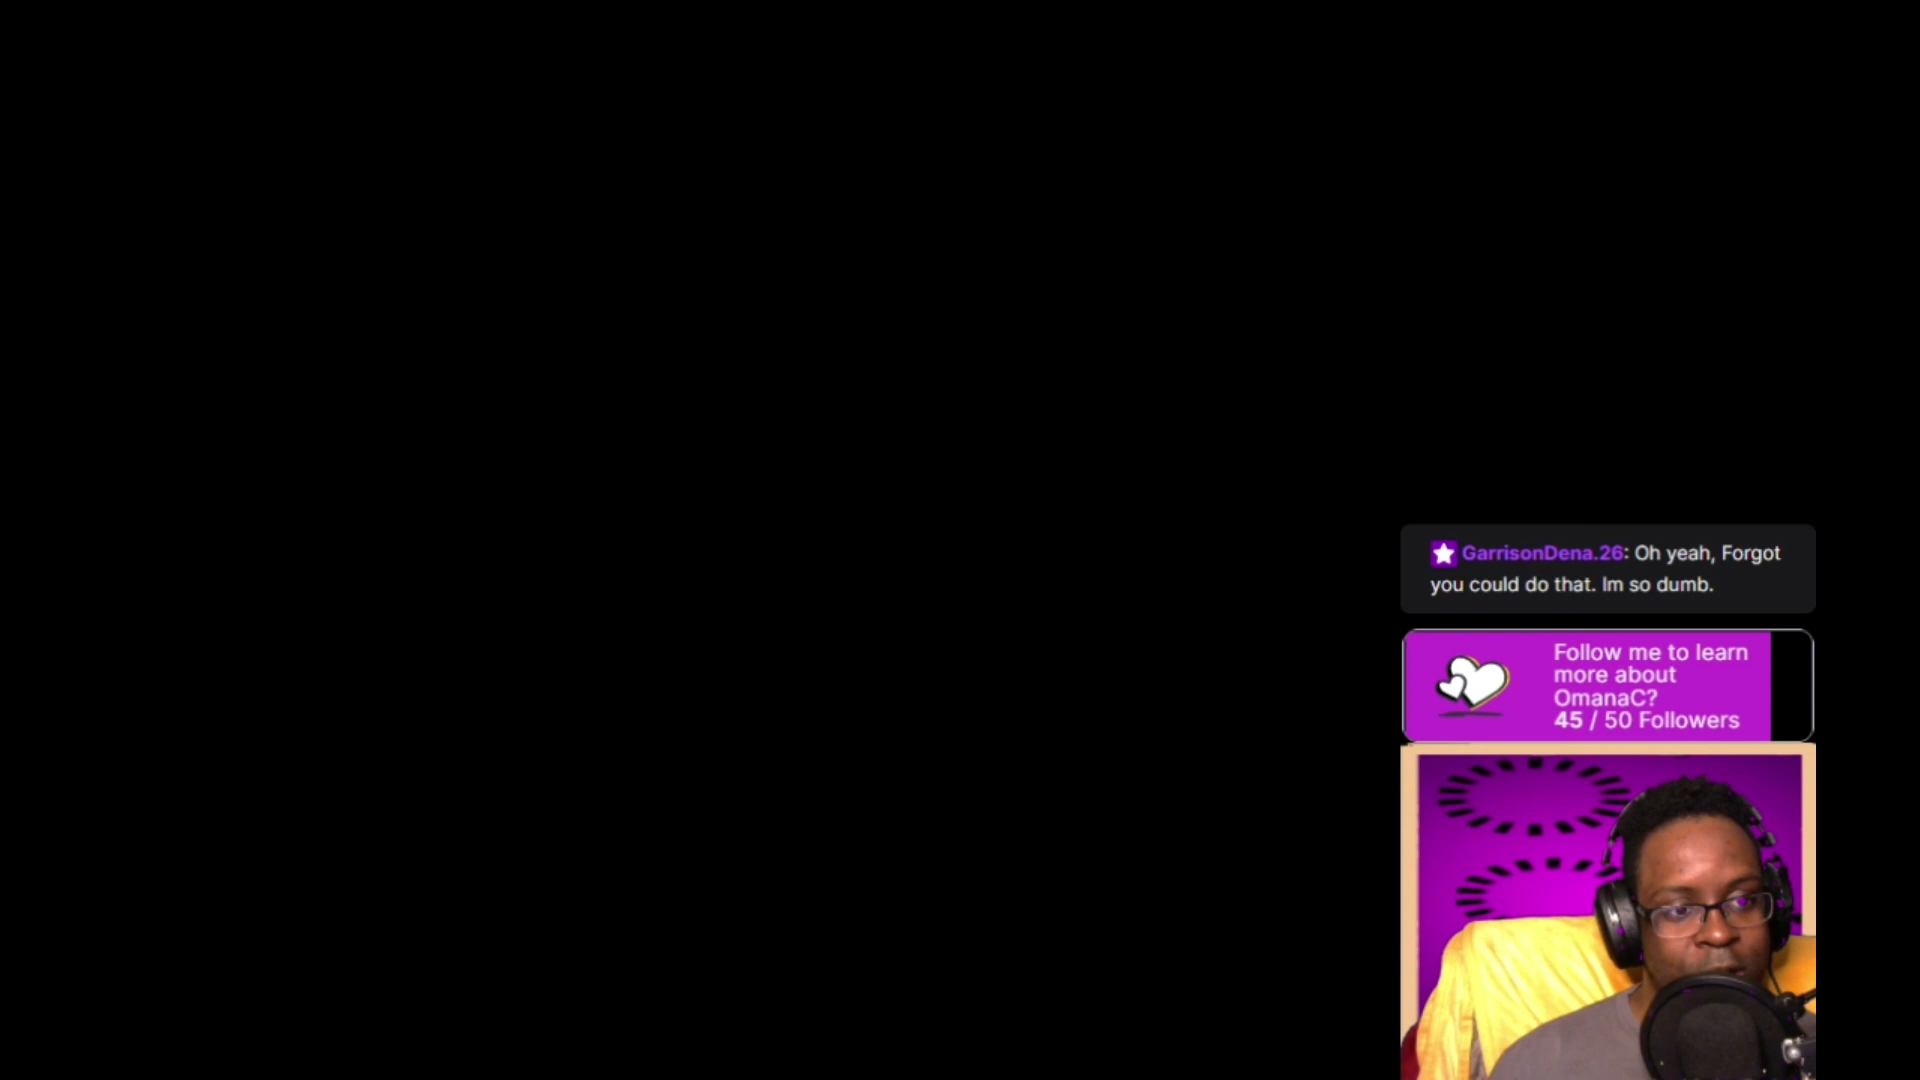 GarrisonDena.26: Oh yeah, Forgot
you could do that. Im so dumb.
Follow me to learn
more about
OmanaC?
45 / 50 Followers